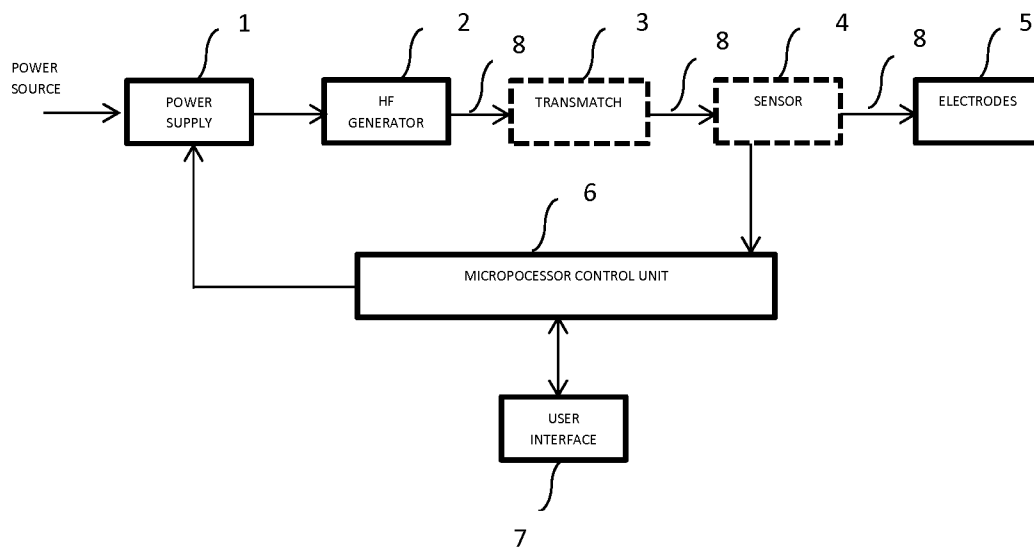 1
2
8
3
8
4
8
5
POWER
SOURCE
POWER
SUPPLY
HF
GENERATOR
TRANSMATCH
SENSOR
ELECTRODES
6
MICROPOCESSOR CONTROL UNIT
USER
INTERFACE
7